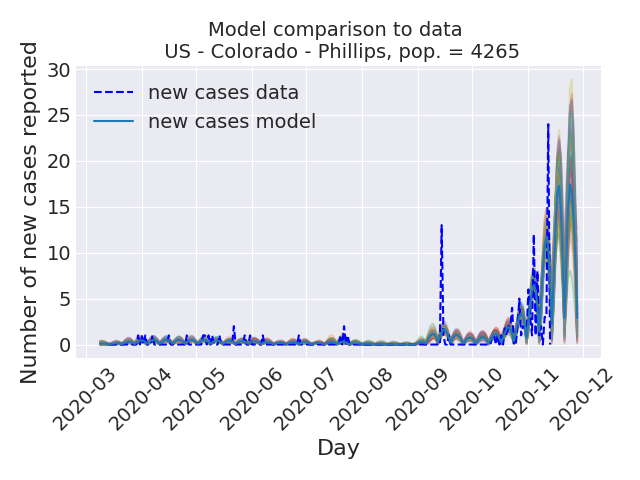 Model comparison to data
US - Colorado - Phillips, pop. = 4265
Number of new cases reported
30
25
20
15
10
5
0
new cases data
new cases model
2020-03
2020-04
2020-05
2020-06
2020-07
2020-08
2020-09
2020-10
2020-11
2020-12
Day